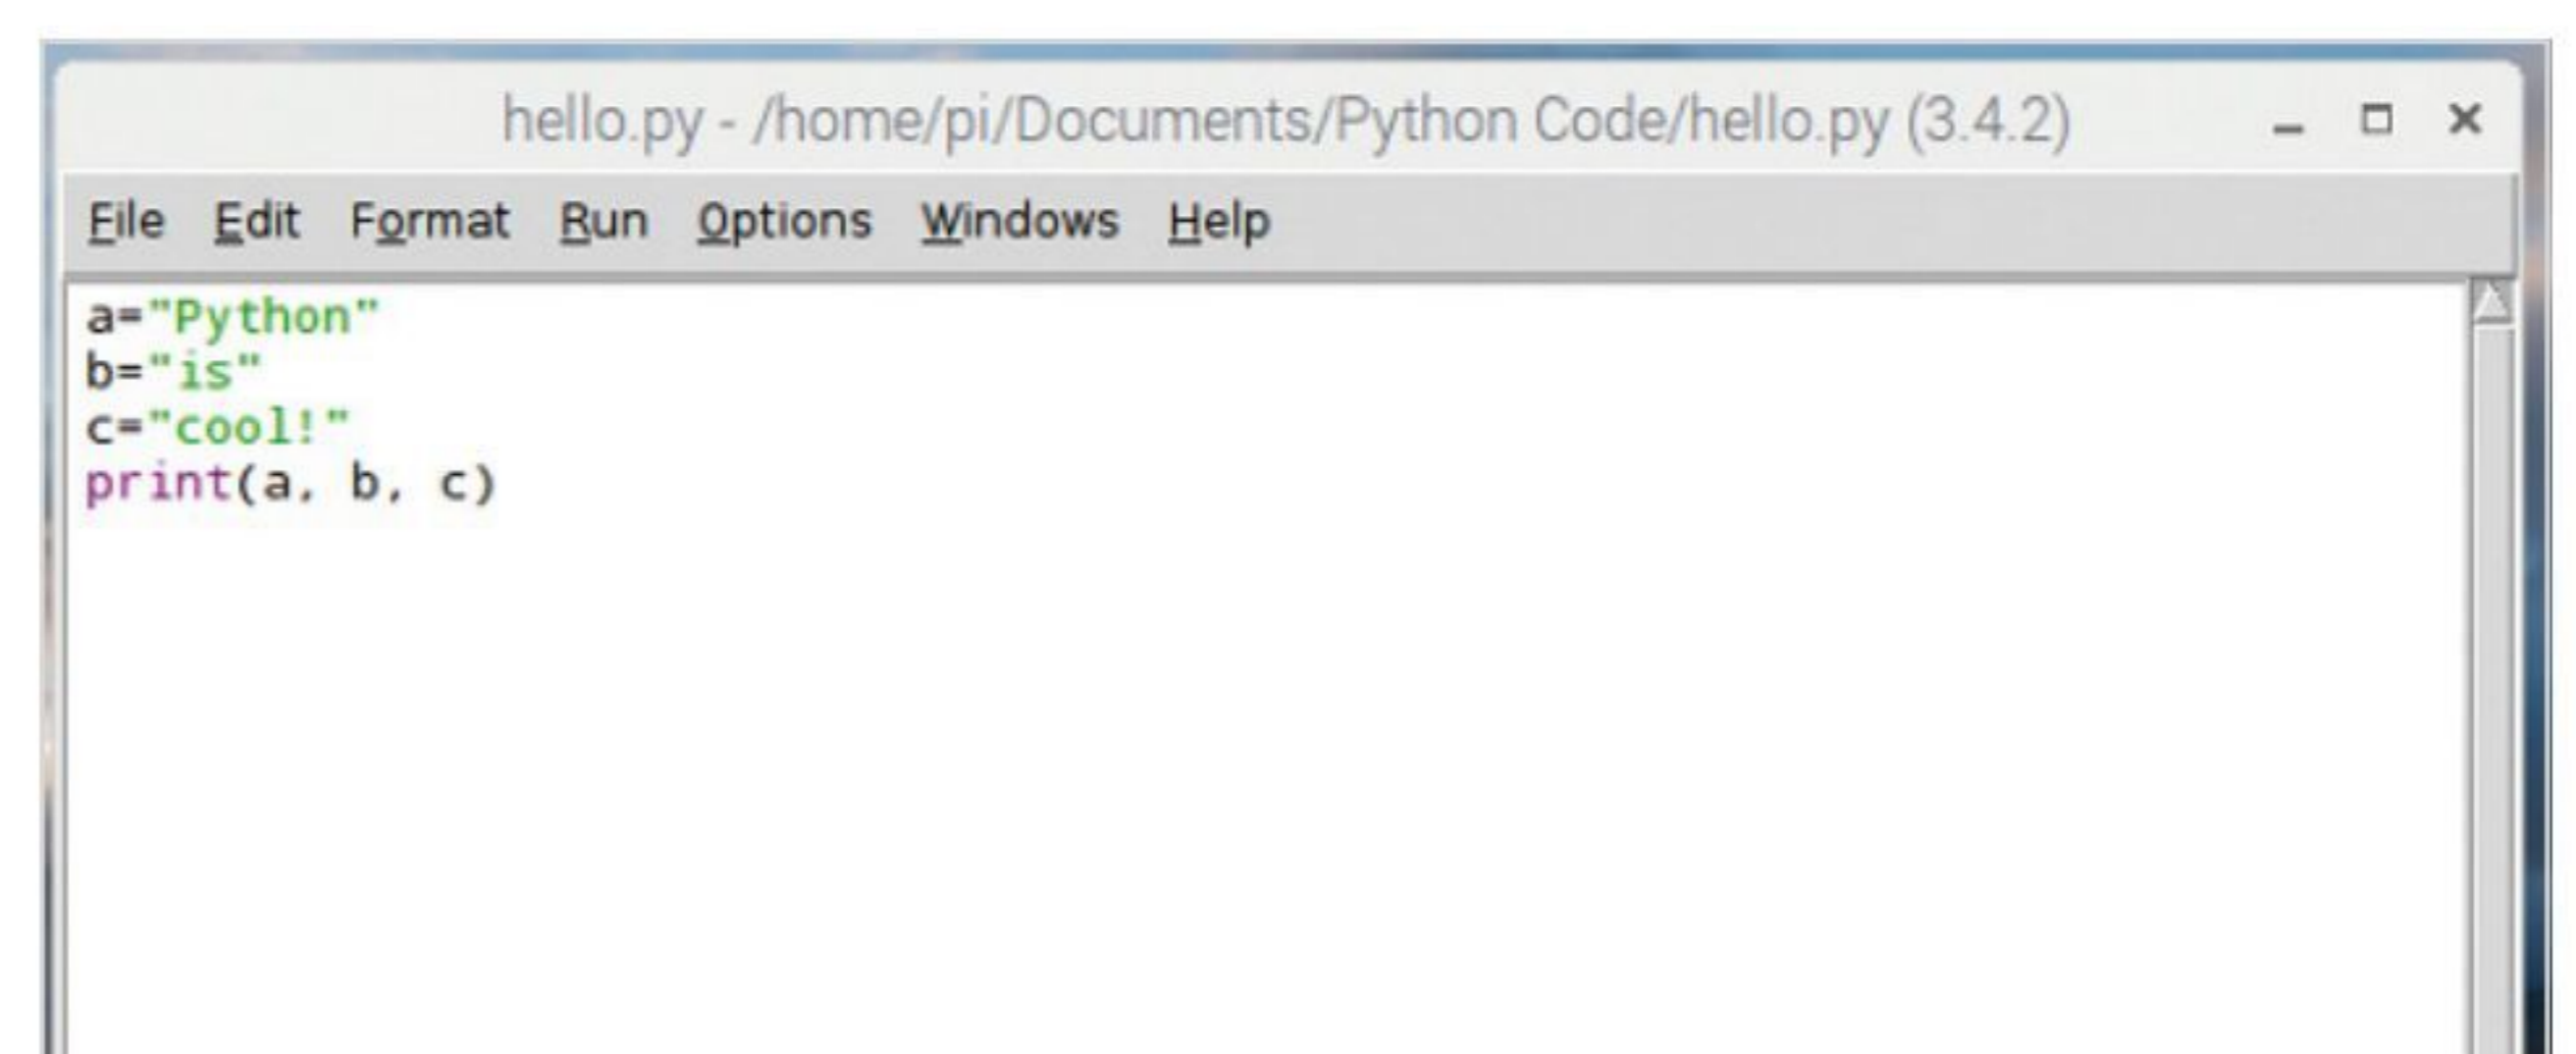 hello.py - /home/pi/Documents/Python Code/hello.py (3.4.2)
File Edit Format Run Options Windows Help
a="Python"
b="is"
c="cool!"
print(a, b, c)